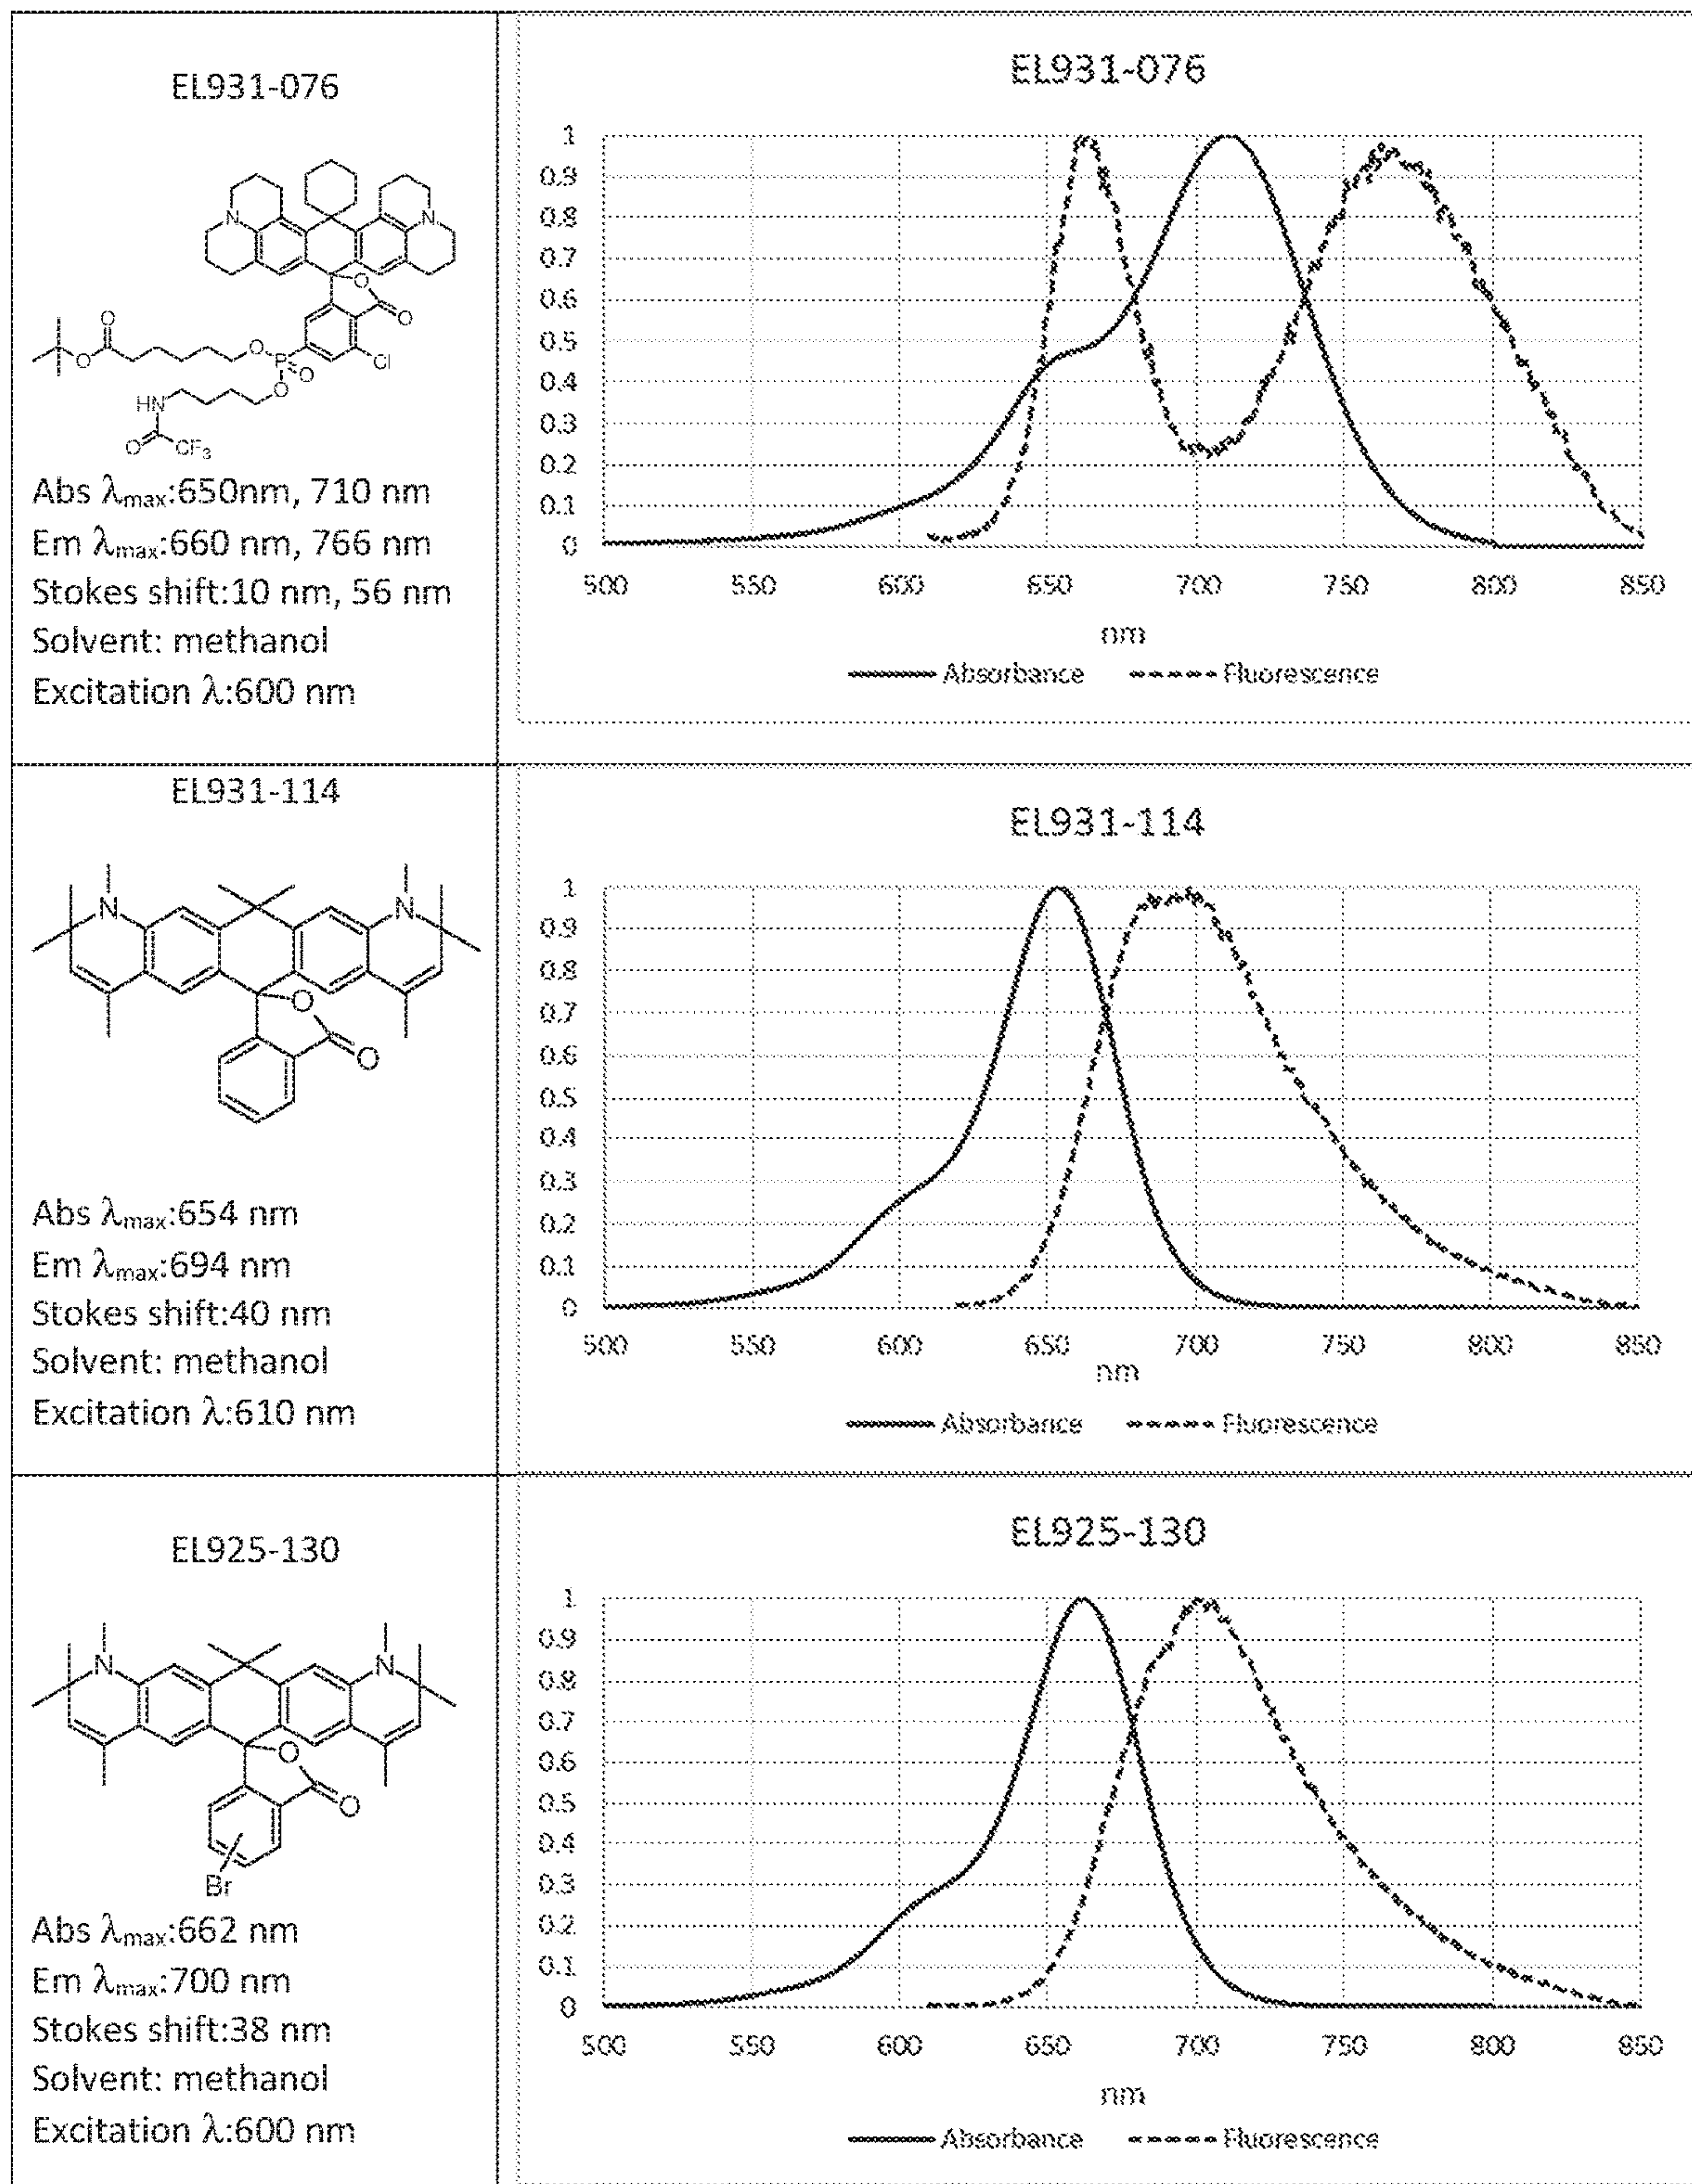 EL931-076
N
N
O
O
O
O
O
P
O
O
Cl
HN
O
CF₃
Abs λmax:650nm, 710 nm
Em λmax:660 nm, 766 nm
Stokes shift:10 nm, 56 nm
Solvent: methanol
Excitation λ:600 nm
EL931-076
1
0.9
0.8
0.7
0.6
0.5
0.4
0.3
0.2
0.1
0
500 550 600 650 700 750 800 850
nm
Absorbance Fluorescence
EL931-114
N
N
O
O
Abs λmax:654 nm
Em λmax:694 nm
Stokes shift:40 nm
Solvent: methanol
Excitation λ:610 nm
EL931-114
1
0.9
0.8
0.7
0.6
0.5
0.4
0.3
0.2
0.1
0
500 550 600 650 700 750 800 850
nm
Absorbance Fluorescence
EL925-130
N
N
O
O
Br
Abs λmax:662 nm
Em λmax:700 nm
Stokes shift:38 nm
Solvent: methanol
Excitation λ:600 nm
EL925-130
1
0.9
0.8
0.7
0.6
0.5
0.4
0.3
0.2
0.1
0
500 550 600 650 700 750 800 850
nm
Absorbance Fluorescence